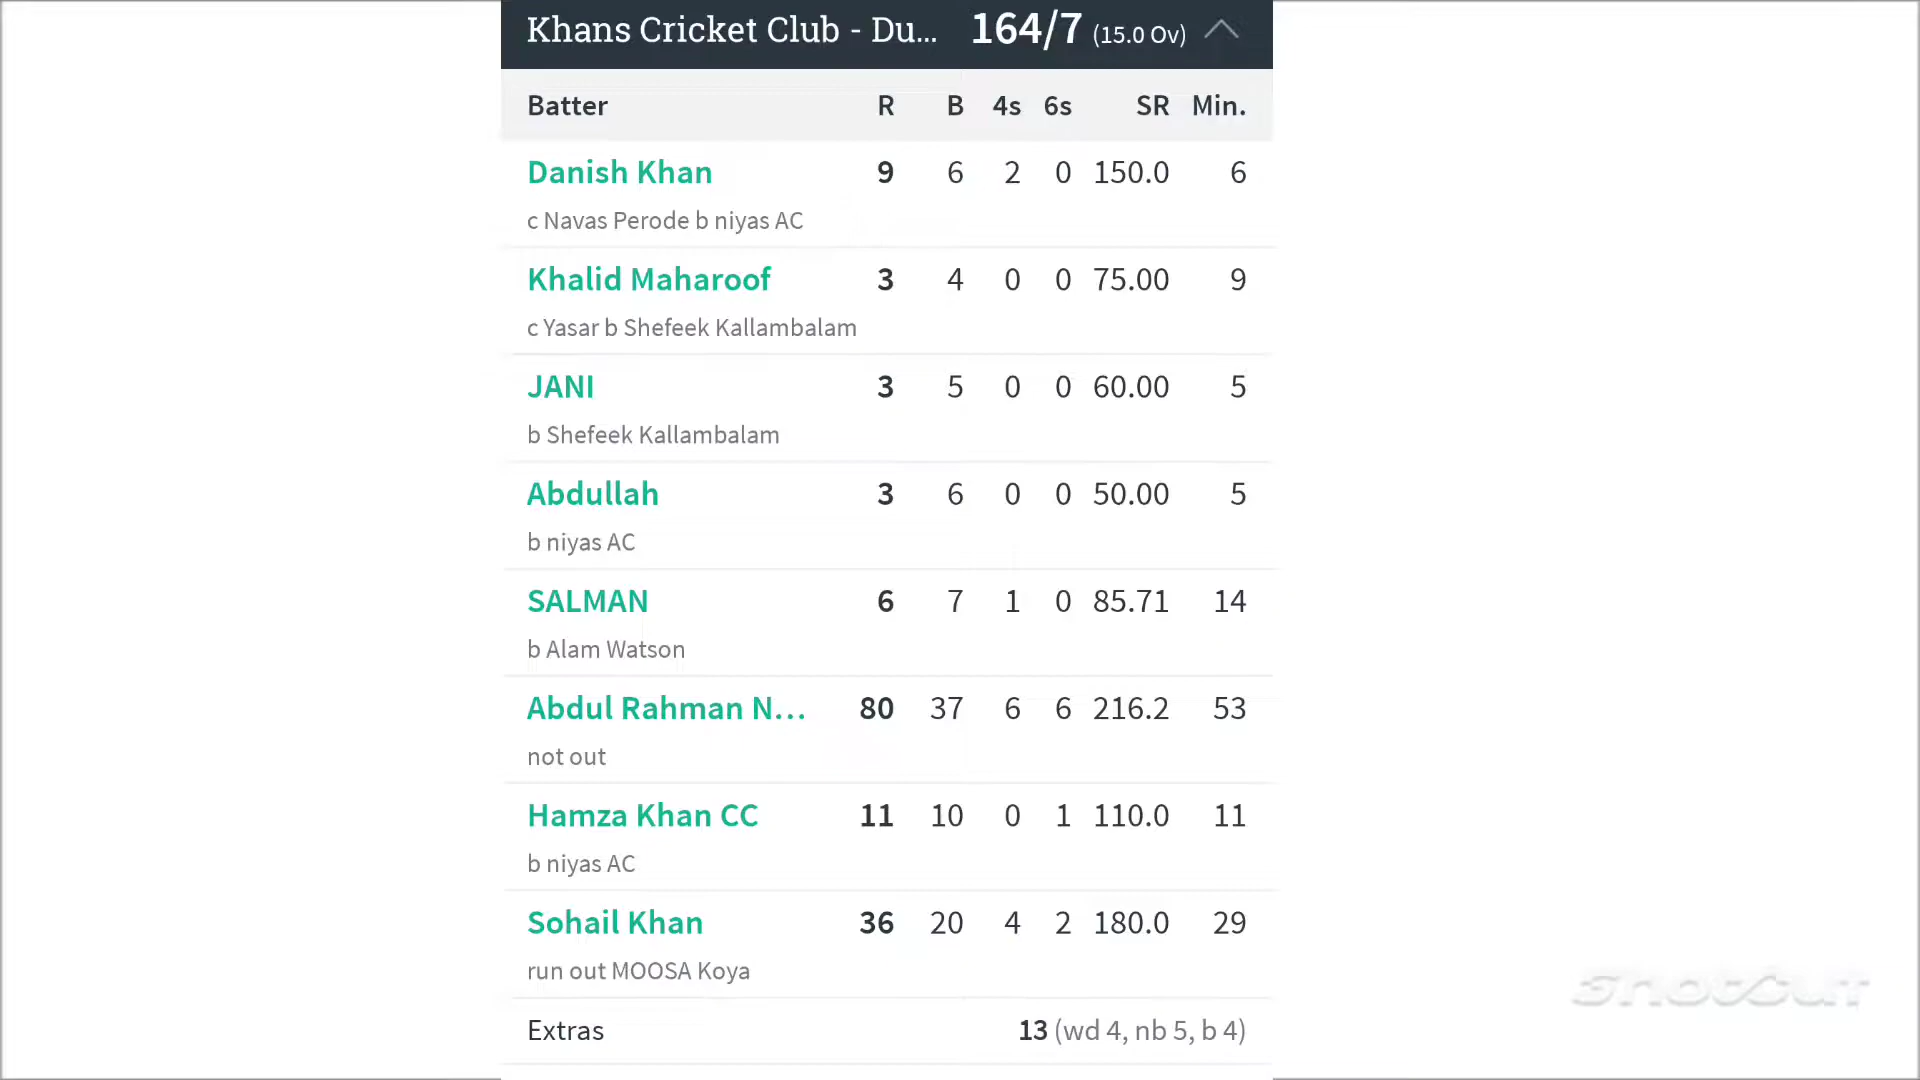 Khans Cricket Club - Du... 164/7 (15.0 Ov)
Batter R B 4s 6s SR Min.
Danish Khan 9 6 2 0 150.0 6
c Navas Perode b niyas AC
Khalid Maharoof 3 4 0 0 75.00 9
c Yasar b Shefeek Kallambalam
JANI 3 5 0 0 60.00 5
b Shefeek Kallambalam
Abdullah 3 6 0 0 50.00 5
b niyas AC
SALMAN 6 7 1 0 85.71 14
b Alam Watson
Abdul Rahman N... 80 37 6 6 216.2 53
not out
Hamza Khan CC 11 10 0 1 110.0 11
b niyas AC
Sohail Khan 36 20 4 2 180.0 29
run out MOOSA Koya
Extras 13 (wd 4, nb 5, b 4)
Shotcut